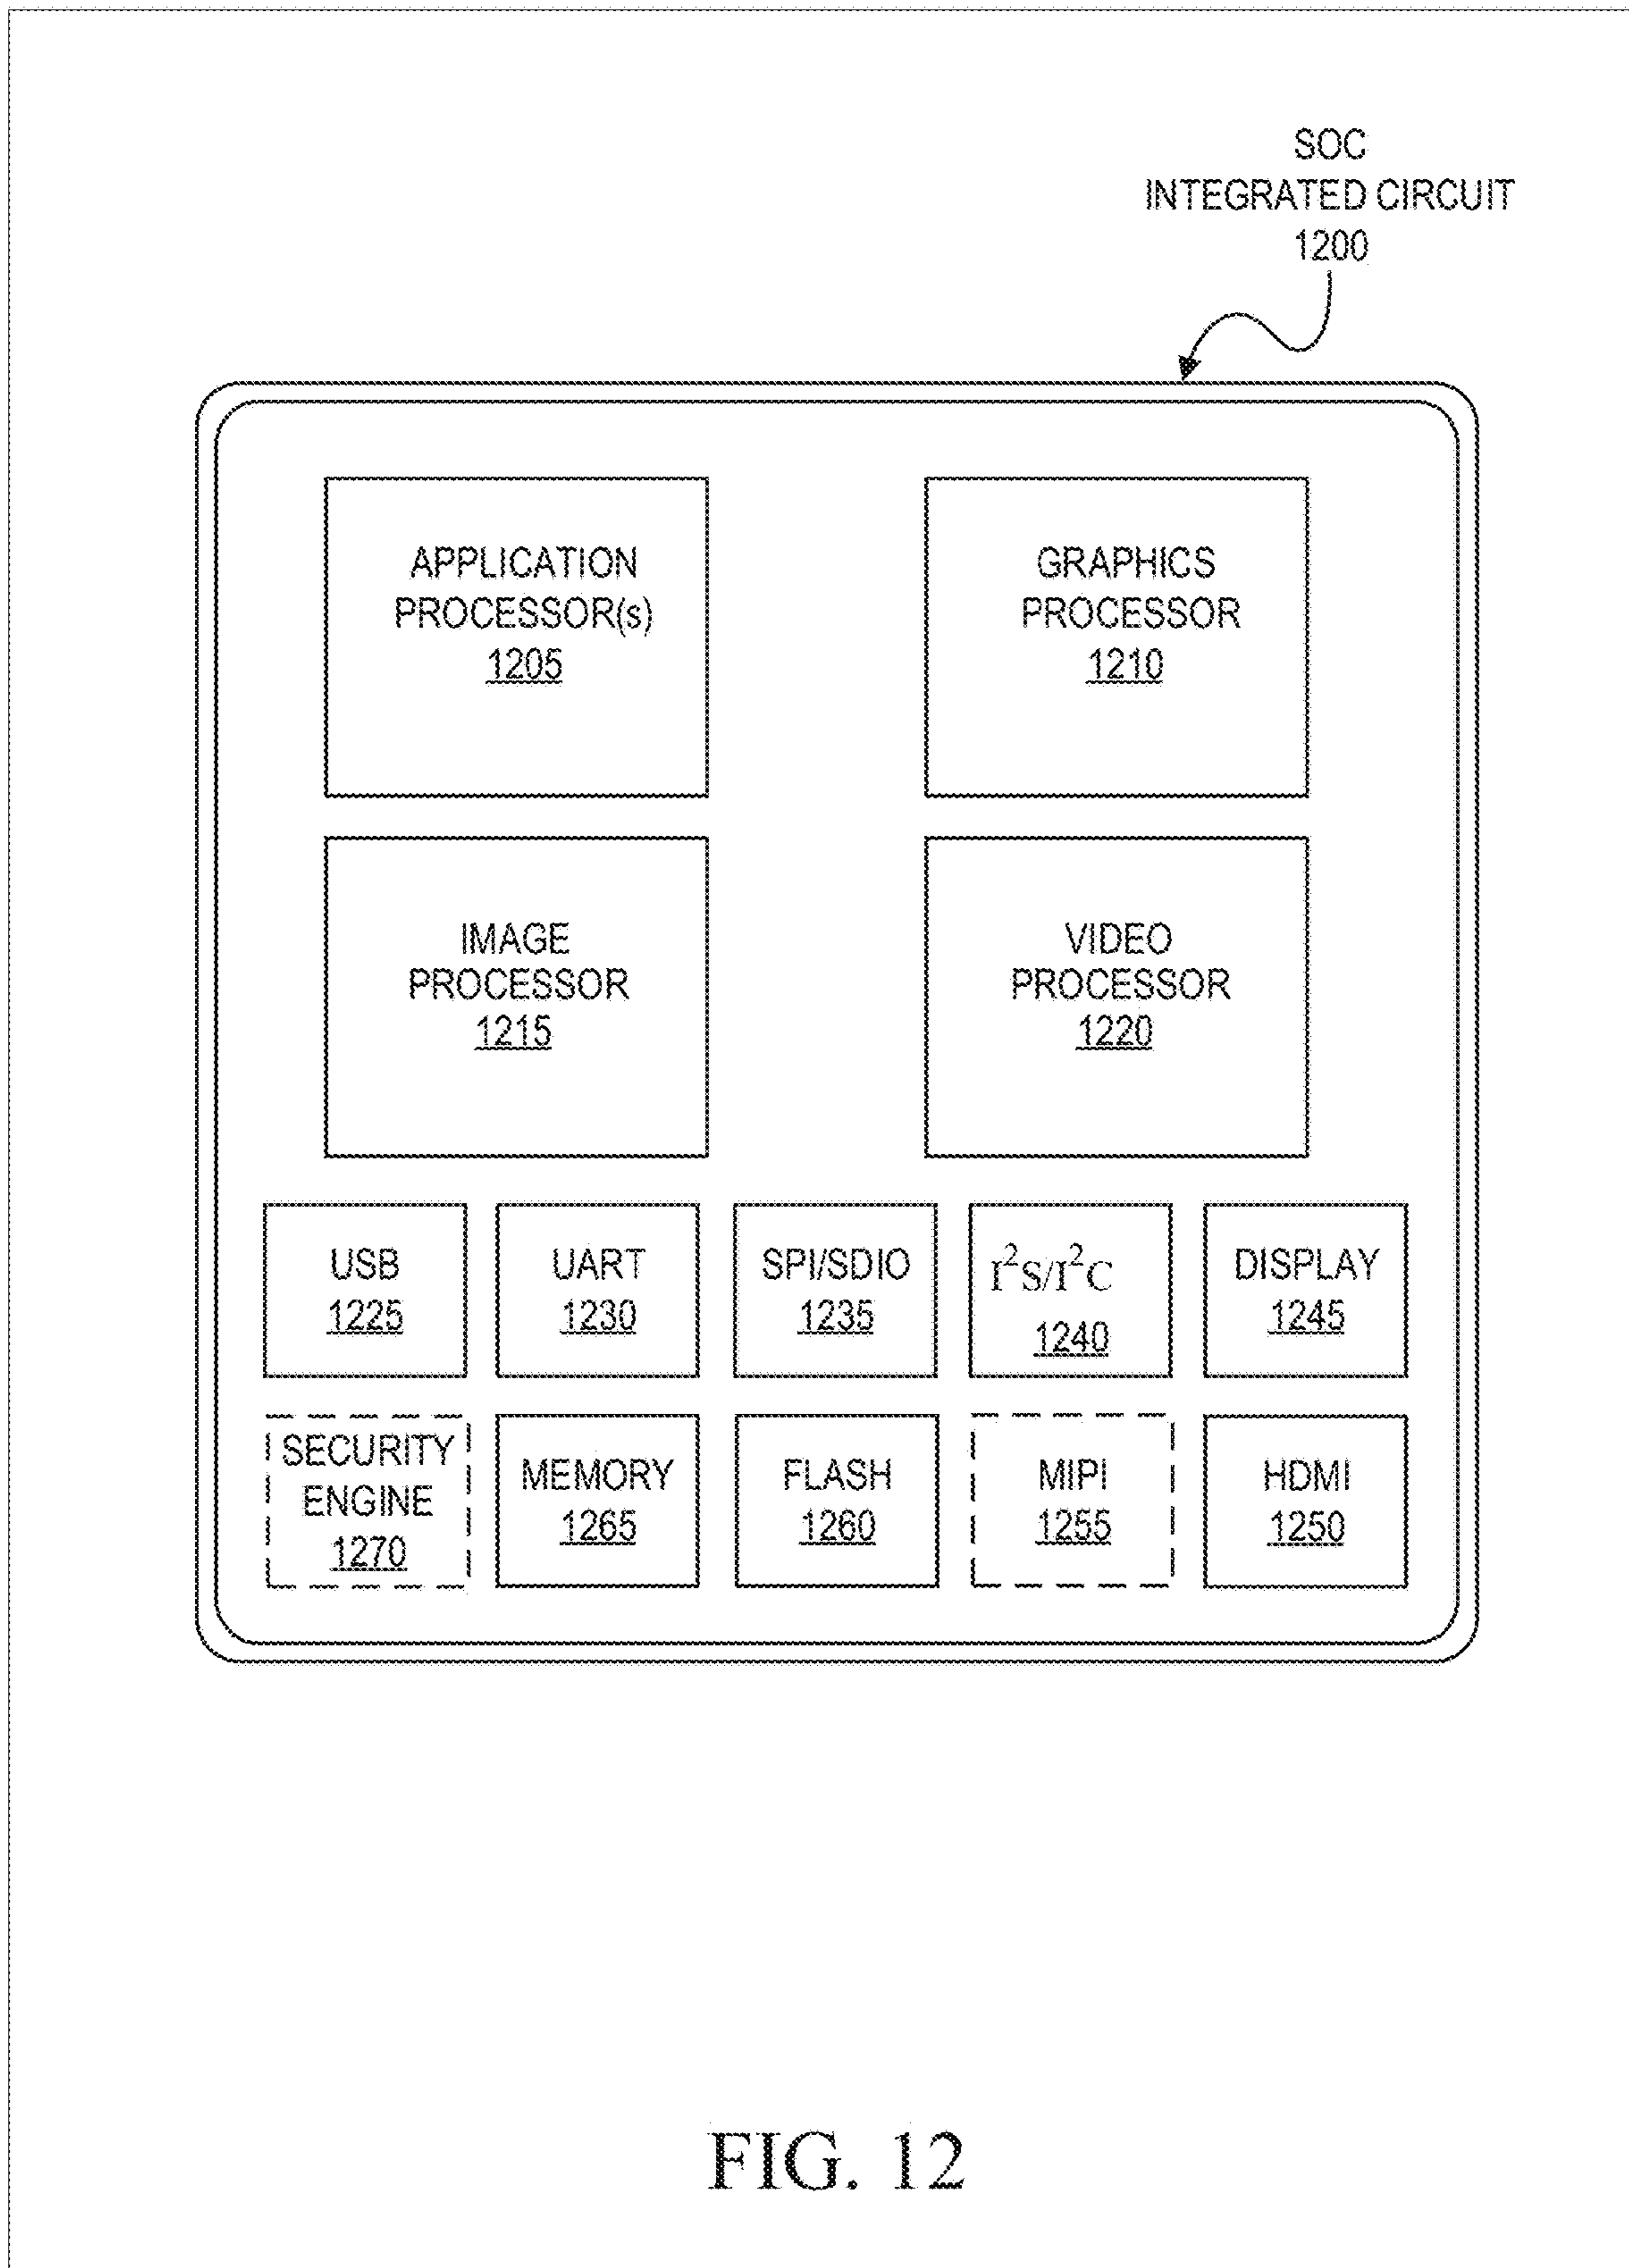 SOC
INTEGRATED CIRCUIT
1200
APPLICATION
PROCESSOR(s)
1205
GRAPHICS
PROCESSOR
1210
IMAGE
PROCESSOR
1215
VIDEO
PROCESSOR
1220
USB
1225
UART
1230
SPI/SDIO
1235
I²S/I²C
1240
DISPLAY
1245
SECURITY
ENGINE
1270
MEMORY
1265
FLASH
1260
MIPI
1255
HDMI
1250
FIG. 12